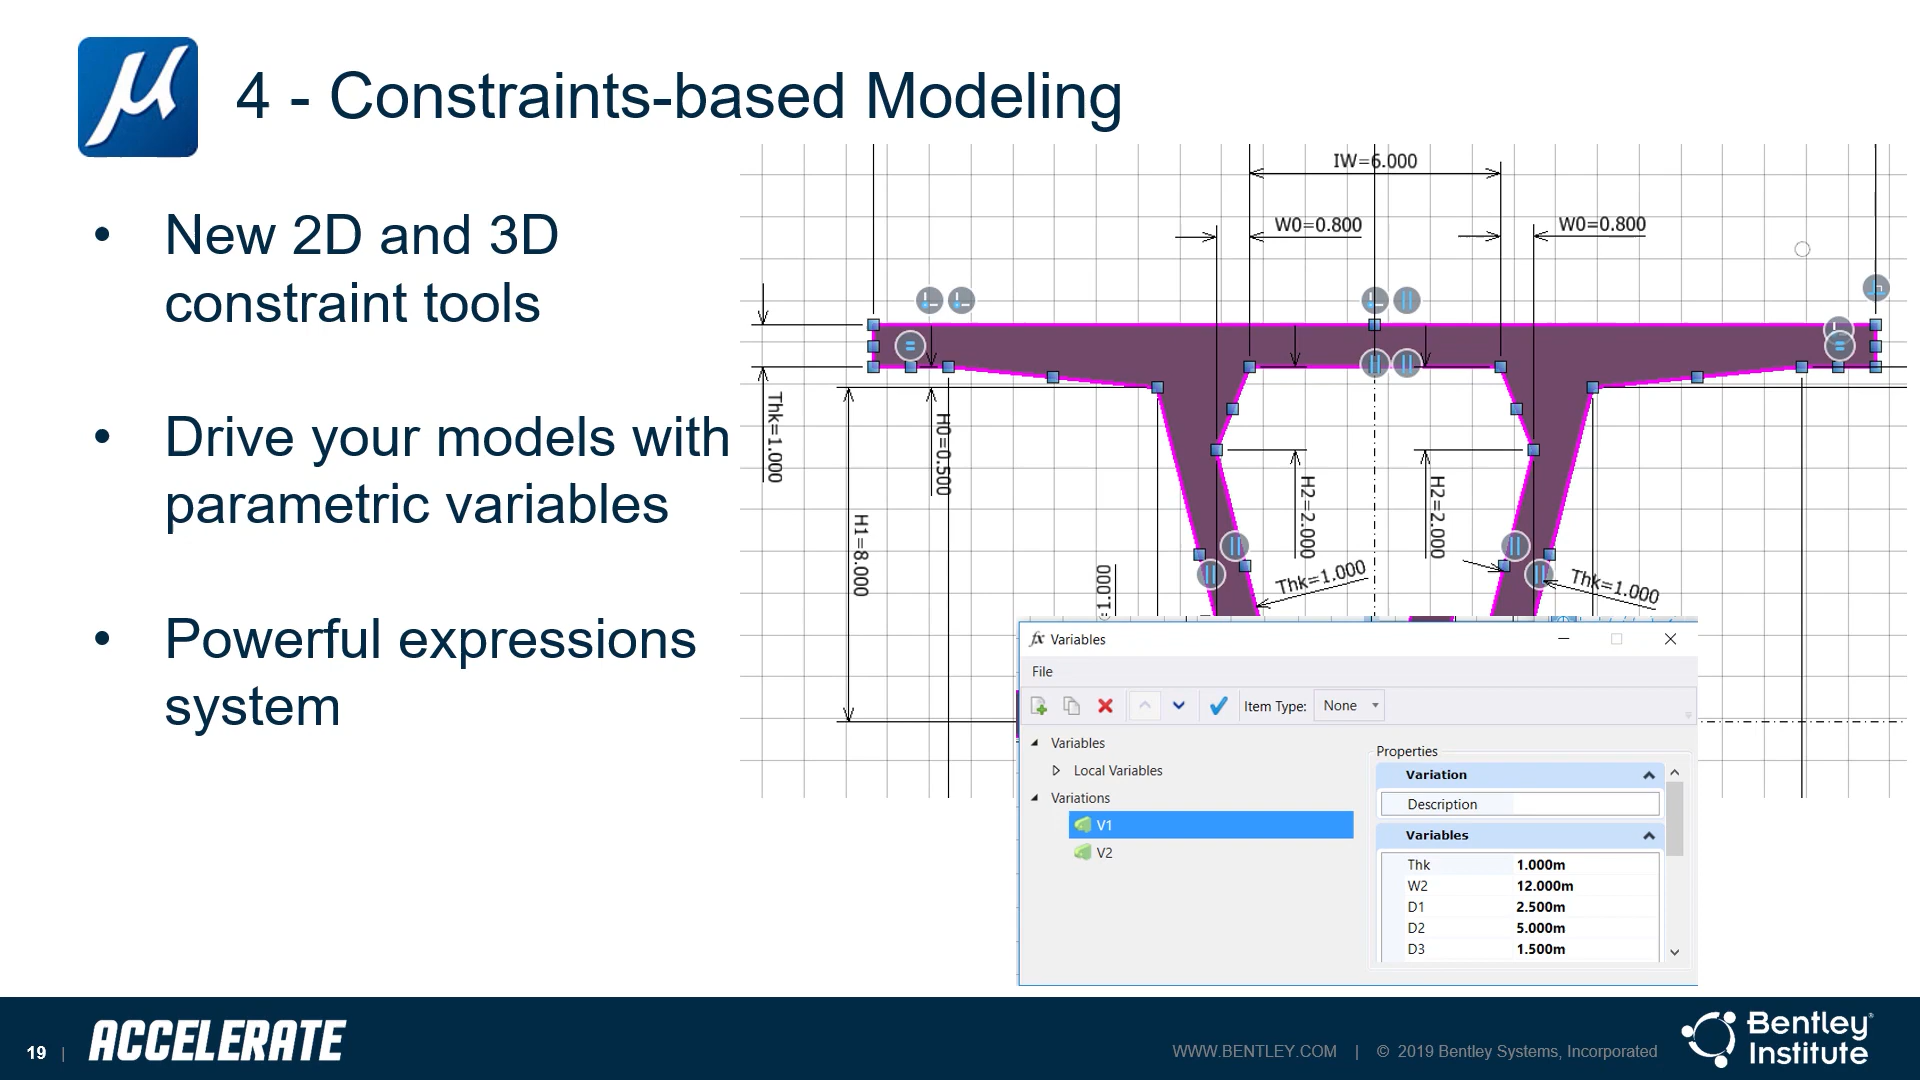 4 - Constraints-based Modeling
• New 2D and 3D
constraint tools
• Drive your models with
parametric variables
• Powerful expressions
system
IW=6.000
W0=0.800
W0=0.800
Thk=1.000
H0=0.500
H1=8.000
H2=2.000
H2=2.000
Thk=1.000
Thk=1.000
fx Variables
File
Item Type: None
Variables
Local Variables
Variations
V1
V2
Properties
Variation
Description
Variables
Thk 1.000m
W2 12.000m
D1 2.500m
D2 5.000m
D3 1.500m
19 | ACCELERATE
WWW.BENTLEY.COM | © 2019 Bentley Systems, Incorporated
Bentley
Institute